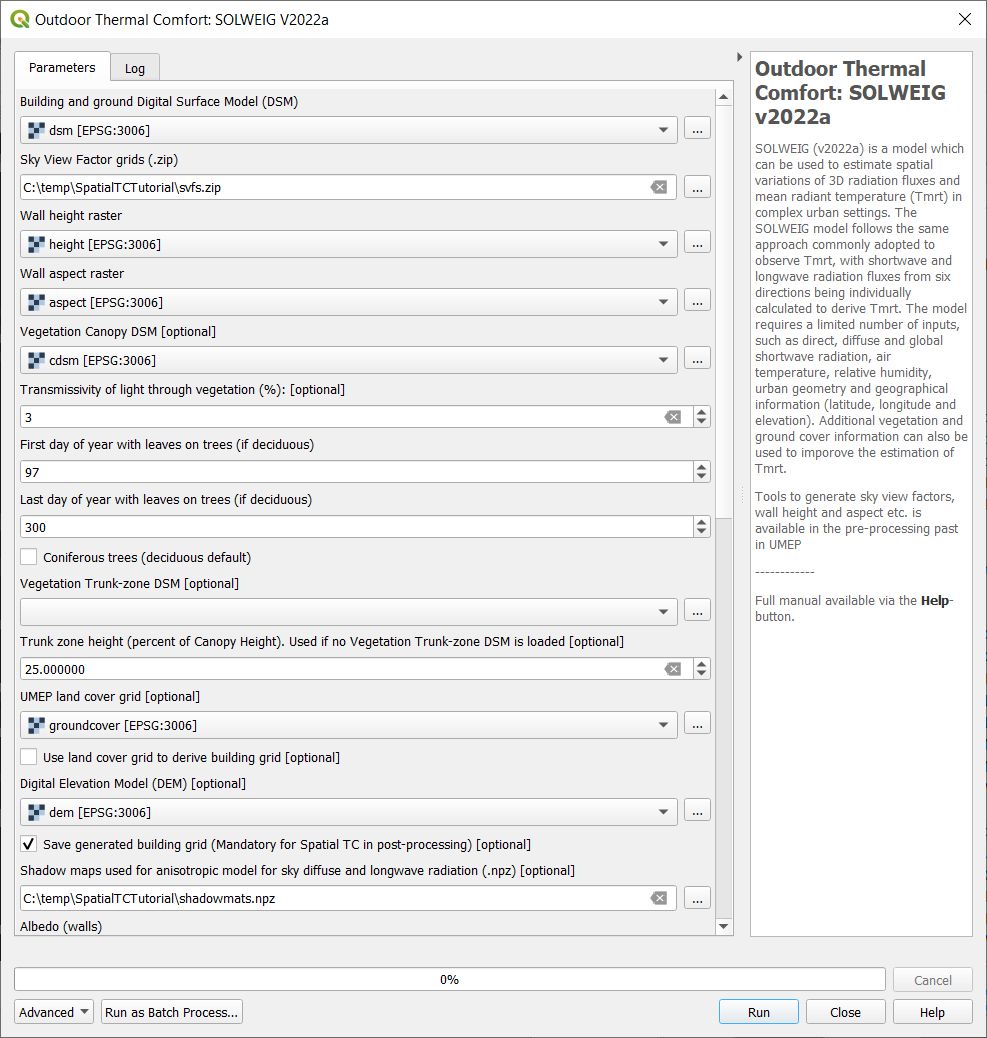 Outdoor Thermal Comfort: SOLWEIG V2022a
Parameters
Log
Building and ground Digital Surface Model (DSM)
dsm [EPSG:3006]
...
Sky View Factor grids (.zip)
C:\temp\SpatialTCTutorial\svfs.zip
...
Wall height raster
height [EPSG:3006]
...
Wall aspect raster
aspect [EPSG:3006]
...
Vegetation Canopy DSM [optional]
cdsm [EPSG:3006]
...
Transmissivity of light through vegetation (%): [optional]
3
First day of year with leaves on trees (if deciduous)
97
Last day of year with leaves on trees (if deciduous)
300
Coniferous trees (deciduous default)
Vegetation Trunk-zone DSM [optional]
...
Trunk zone height (percent of Canopy Height). Used if no Vegetation Trunk-zone DSM is loaded [optional]
25.000000
UMEP land cover grid [optional]
groundcover [EPSG:3006]
...
Use land cover grid to derive building grid [optional]
Digital Elevation Model (DEM) [optional]
dem [EPSG:3006]
...
Save generated building grid (Mandatory for Spatial TC in post-processing) [optional]
Shadow maps used for anisotropic model for sky diffuse and longwave radiation (.npz) [optional]
C:\temp\SpatialTCTutorial\shadowmats.npz
...
Albedo (walls)
Outdoor Thermal
Comfort: SOLWEIG
v2022a
SOLWEIG (v2022a) is a model which
can be used to estimate spatial
variations of 3D radiation fluxes and
mean radiant temperature (Tmrt) in
complex urban settings. The
SOLWEIG model follows the same
approach commonly adopted to
observe Tmrt, with shortwave and
longwave radiation fluxes from six
directions being individually
calculated to derive Tmrt. The model
requires a limited number of inputs,
such as direct, diffuse and global
shortwave radiation, air
temperature, relative humidity,
urban geometry and geographical
information (latitude, longitude and
elevation). Additional vegetation and
ground cover information can also be
used to imporove the estimation of
Tmrt.
Tools to generate sky view factors,
wall height and aspect etc. is
available in the pre-processing past
in UMEP
------------
Full manual available via the Help-
button.
0%
Cancel
Advanced
Run as Batch Process...
Run
Close
Help